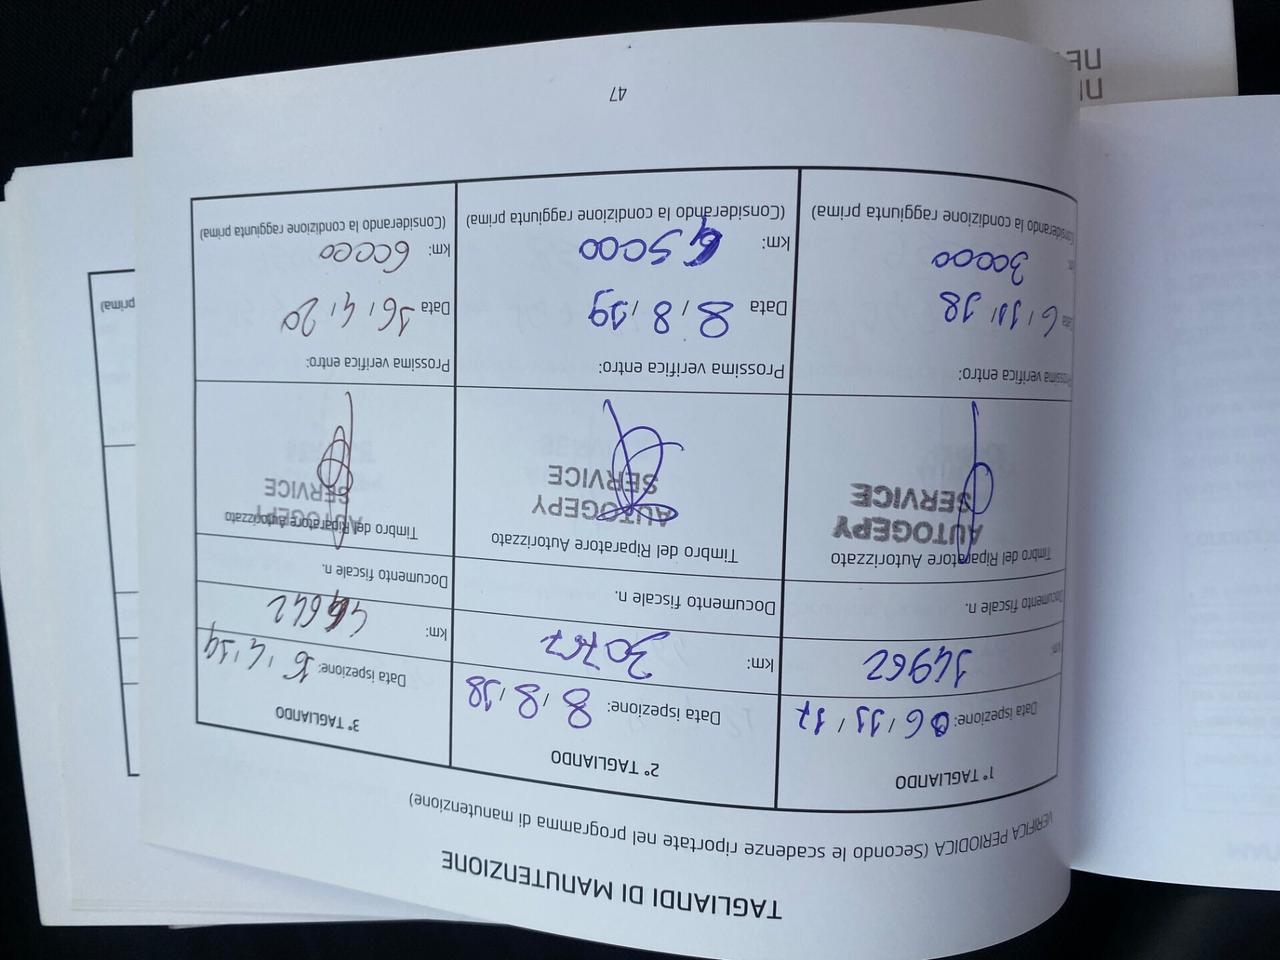 TAGLIANDI DI MANUTENZIONE
VERIFICA PERIODICA (Secondo le scadenze riportate nel programma di manutenzione)
1° TAGLIANDO
Data ispezione: 06/11/17
km: 14962
Documento fiscale n.
Timbro del Riparatore Autorizzato
AUTOGEPY
SERVICE
Prossima verifica entro:
Data 6/11/18
km: 30000
(Considerando la condizione raggiunta prima)
2° TAGLIANDO
Data ispezione: 8/8/18
km: 30767
Documento fiscale n.
Timbro del Riparatore Autorizzato
AUTOGEPY
SERVICE
Prossima verifica entro:
Data 8/8/19
km: 45000
(Considerando la condizione raggiunta prima)
3° TAGLIANDO
Data ispezione: 16/4/19
km: 44642
Documento fiscale n.
Timbro del Riparatore Autorizzato
AUTOGEPY
SERVICE
Prossima verifica entro:
Data 16/4/20
km: 60000
(Considerando la condizione raggiunta prima)
47
prima)